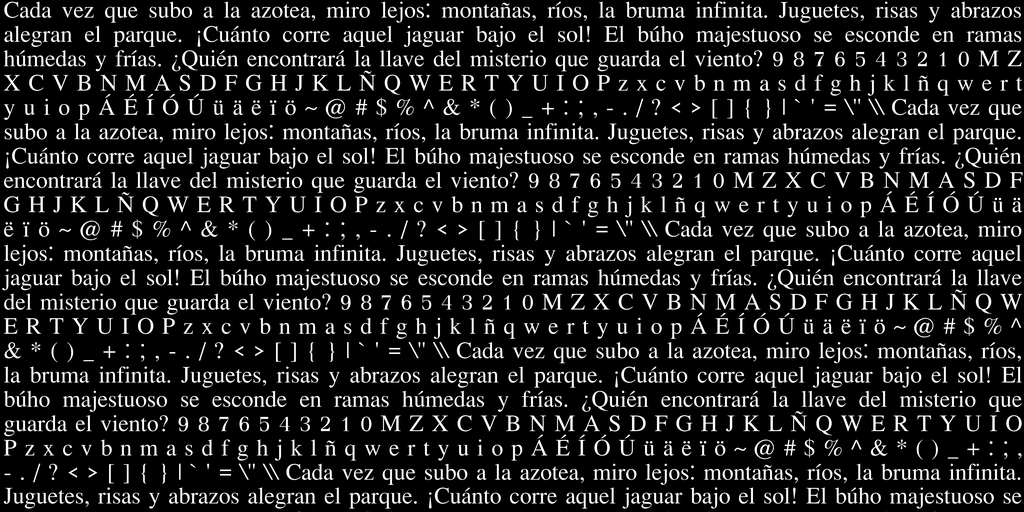 Cada vez que subo a la azotea, miro lejos: montañas, ríos, la bruma infinita. Juguetes, risas y abrazos
alegran el parque. ¡Cuánto corre aquel jaguar bajo el sol! El búho majestuoso se esconde en ramas
húmedas y frías. ¿Quién encontrará la llave del misterio que guarda el viento? 9 8 7 6 5 4 3 2 1 0 M Z
X C V B N M A S D F G H J K L Ñ Q W E R T Y U I O P z x c v b n m a s d f g h j k l ñ q w e r t
y u i o p Á É Í Ó Ú ü ä ë ï ö ~ @ # $ % ^ & * ( ) _ + : ; , - . / ? < > [ ] { } | ` ' = \" \\ Cada vez que
subo a la azotea, miro lejos: montañas, ríos, la bruma infinita. Juguetes, risas y abrazos alegran el parque.
¡Cuánto corre aquel jaguar bajo el sol! El búho majestuoso se esconde en ramas húmedas y frías. ¿Quién
encontrará la llave del misterio que guarda el viento? 9 8 7 6 5 4 3 2 1 0 M Z X C V B N M A S D F
G H J K L Ñ Q W E R T Y U I O P z x c v b n m a s d f g h j k l ñ q w e r t y u i o p Á É Í Ó Ú ü ä
ë ï ö ~ @ # $ % ^ & * ( ) _ + : ; , - . / ? < > [ ] { } | ` ' = \" \\ Cada vez que subo a la azotea, miro
lejos: montañas, ríos, la bruma infinita. Juguetes, risas y abrazos alegran el parque. ¡Cuánto corre aquel
jaguar bajo el sol! El búho majestuoso se esconde en ramas húmedas y frías. ¿Quién encontrará la llave
del misterio que guarda el viento? 9 8 7 6 5 4 3 2 1 0 M Z X C V B N M A S D F G H J K L Ñ Q W
E R T Y U I O P z x c v b n m a s d f g h j k l ñ q w e r t y u i o p Á É Í Ó Ú ü ä ë ï ö ~ @ # $ % ^
& * ( ) _ + : ; , - . / ? < > [ ] { } | ` ' = \" \\ Cada vez que subo a la azotea, miro lejos: montañas, ríos,
la bruma infinita. Juguetes, risas y abrazos alegran el parque. ¡Cuánto corre aquel jaguar bajo el sol! El
búho majestuoso se esconde en ramas húmedas y frías. ¿Quién encontrará la llave del misterio que
guarda el viento? 9 8 7 6 5 4 3 2 1 0 M Z X C V B N M A S D F G H J K L Ñ Q W E R T Y U I O
P z x c v b n m a s d f g h j k l ñ q w e r t y u i o p Á É Í Ó Ú ü ä ë ï ö ~ @ # $ % ^ & * ( ) _ + : ; ,
- . / ? < > [ ] { } | ` ' = \" \\ Cada vez que subo a la azotea, miro lejos: montañas, ríos, la bruma infinita.
Juguetes, risas y abrazos alegran el parque. ¡Cuánto corre aquel jaguar bajo el sol! El búho majestuoso se